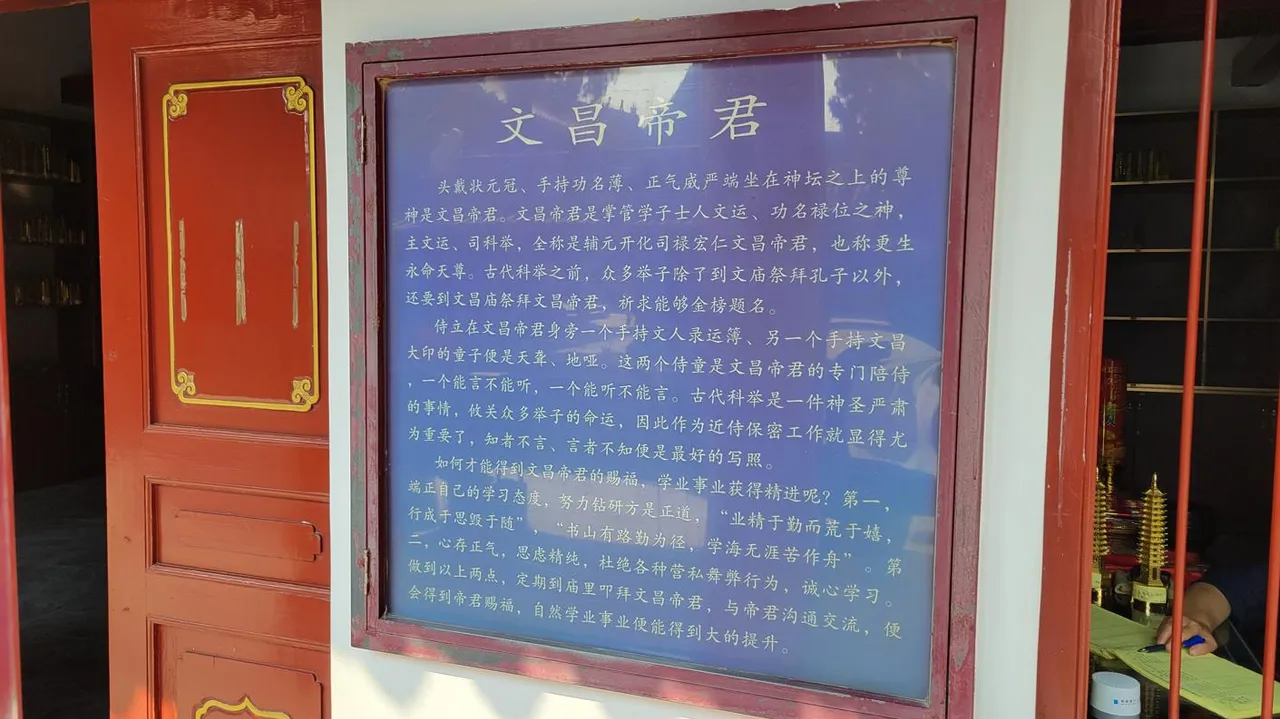 文昌帝君
头戴状元冠、手持功名薄、正气威严端坐在神坛之上的尊
神是文昌帝君。文昌帝君是掌管学子士人文运、功名禄位之神，
主文运、司科举，全称是辅元开化司禄宏仁文昌帝君，也称更生
永命天尊。古代科举之前，众多举子除了到文庙祭拜孔子以外，
还要到文昌庙祭拜文昌帝君，祈求能够金榜题名。
侍立在文昌帝君身旁一个手持文人录运簿、另一个手持文昌
大印的童子便是天聋、地哑。这两个侍童是文昌帝君的专门陪侍
，一个能言不能听，一个能听不能言。古代科举是一件神圣严肃
的事情，攸关众多举子的命运，因此作为近侍保密工作就显得尤
为重要了，知者不言、言者不知便是最好的写照。
如何才能得到文昌帝君的赐福，学业事业获得精进呢？第一，
端正自己的学习态度，努力钻研方是正道，“业精于勤而荒于嬉，
行成于思毁于随”，“书山有路勤为径，学海无涯苦作舟”。第
二，心存正气，思虑精纯，杜绝各种营私舞弊行为，诚心学习。
做到以上两点，定期到庙里叩拜文昌帝君，与帝君沟通交流，便
会得到帝君赐福，自然学业事业便能得到大的提升。